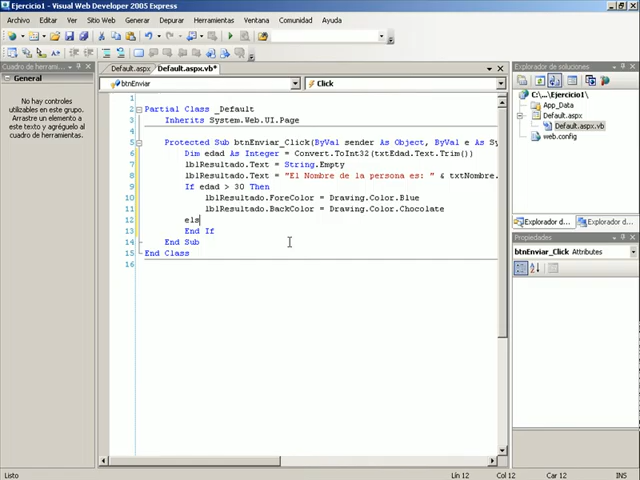 Ejercicio1 - Visual Web Developer 2005 Express
Archivo Editar Ver Sitio Web Generar Depurar Herramientas Ventana Comunidad Ayuda
Cuadro de herramientas
Default.aspx Default.aspx.vb*
Explorador de soluciones
General
btnEnviar
Click
No hay controles
utilizables en este grupo.
Arrastre un elemento a
este texto y agréguelo al
cuadro de herramientas.
C:\...\Ejercicio1\
App_Data
Default.aspx
Default.aspx.vb
web.config
1
2 Partial Class _Default
3 Inherits System.Web.UI.Page
4
5 Protected Sub btnEnviar_Click(ByVal sender As Object, ByVal e As Sy
6 Dim edad As Integer = Convert.ToInt32(txtEdad.Text.Trim())
7 lblResultado.Text = String.Empty
8 lblResultado.Text = "El Nombre de la persona es: " & txtNombre.
9 If edad > 30 Then
10 lblResultado.ForeColor = Drawing.Color.Blue
11 lblResultado.BackColor = Drawing.Color.Chocolate
12 els
13 End If
14 End Sub
15 End Class
16
Explorador d... Explorador d...
Propiedades
btnEnviar_Click Attributes
Listo
Lín 12 Col 12 Car 12 INS